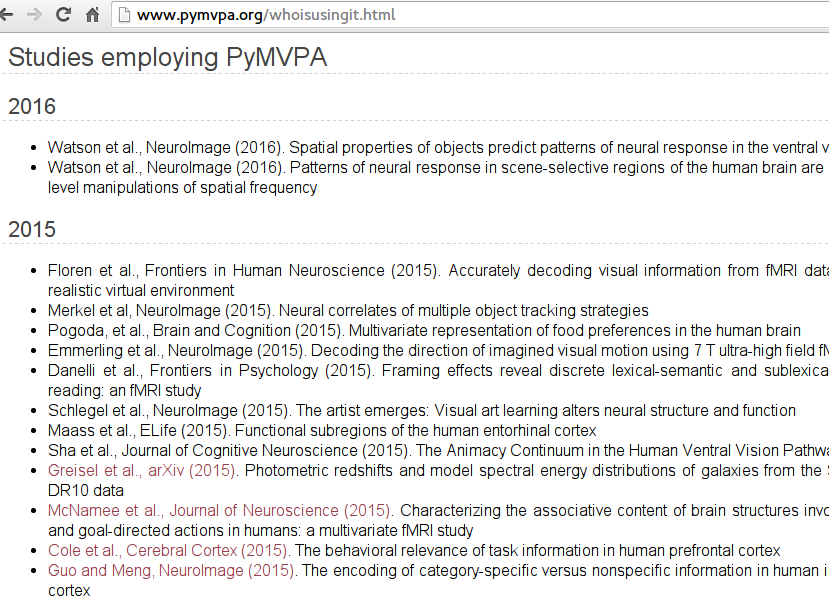 www.pymvpa.org/whoisusingit.html
Studies employing PyMVPA
2016
Watson et al., NeuroImage (2016). Spatial properties of objects predict patterns of neural response in the ventral
Watson et al., NeuroImage (2016). Patterns of neural response in scene-selective regions of the human brain are
level manipulations of spatial frequency
2015
Floren et al., Frontiers in Human Neuroscience (2015). Accurately decoding visual information from fMRI data
realistic virtual environment
Merkel et al, NeuroImage (2015). Neural correlates of multiple object tracking strategies
Pogoda, et al., Brain and Cognition (2015). Multivariate representation of food preferences in the human brain
Emmerling et al., NeuroImage (2015). Decoding the direction of imagined visual motion using 7 T ultra-high field
Danelli et al., Frontiers in Psychology (2015). Framing effects reveal discrete lexical-semantic and
reading: an fMRI study
Schlegel et al., NeuroImage (2015). The artist emerges: Visual art learning alters neural structure and function
Maass et al., ELife (2015). Functional subregions of the human entorhinal cortex
Sha et al., Journal of Cognitive Neuroscience (2015). The Animacy Continuum in the Human Ventral Vision
Greisel et al., arXiv (2015). Photometric redshifts and model spectral energy distributions of galaxies from the
DR10 data
McNamee et al., Journal of Neuroscience (2015). Characterizing the associative content of brain structures
and goal-directed actions in humans: a multivariate fMRI study
Cole et al., Cerebral Cortex (2015). The behavioral relevance of task information in human prefrontal cortex
Guo and Meng, NeuroImage (2015). The encoding of category-specific versus nonspecific information in human
cortex